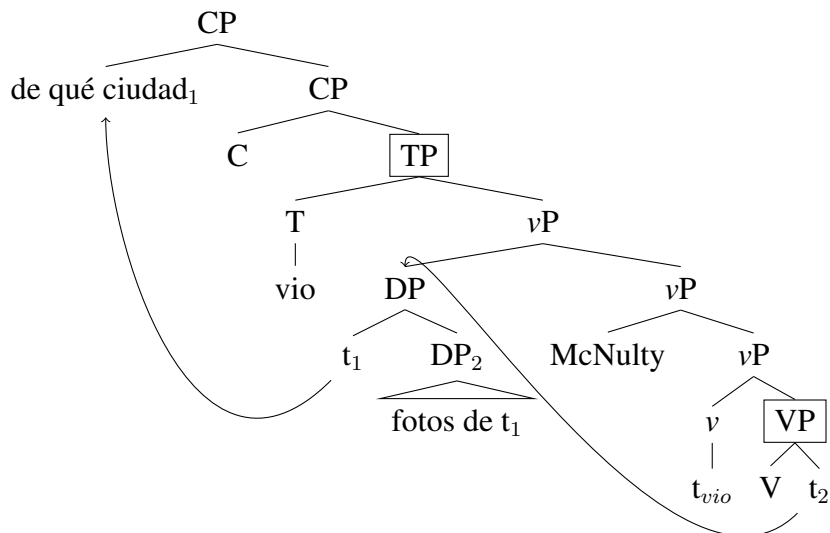 CP
de qué ciudad₁ CP
C TP
T vP
vio DP vP
t₁ DP₂ McNulty vP
fotos de t₁ v VP
t_vio V t₂